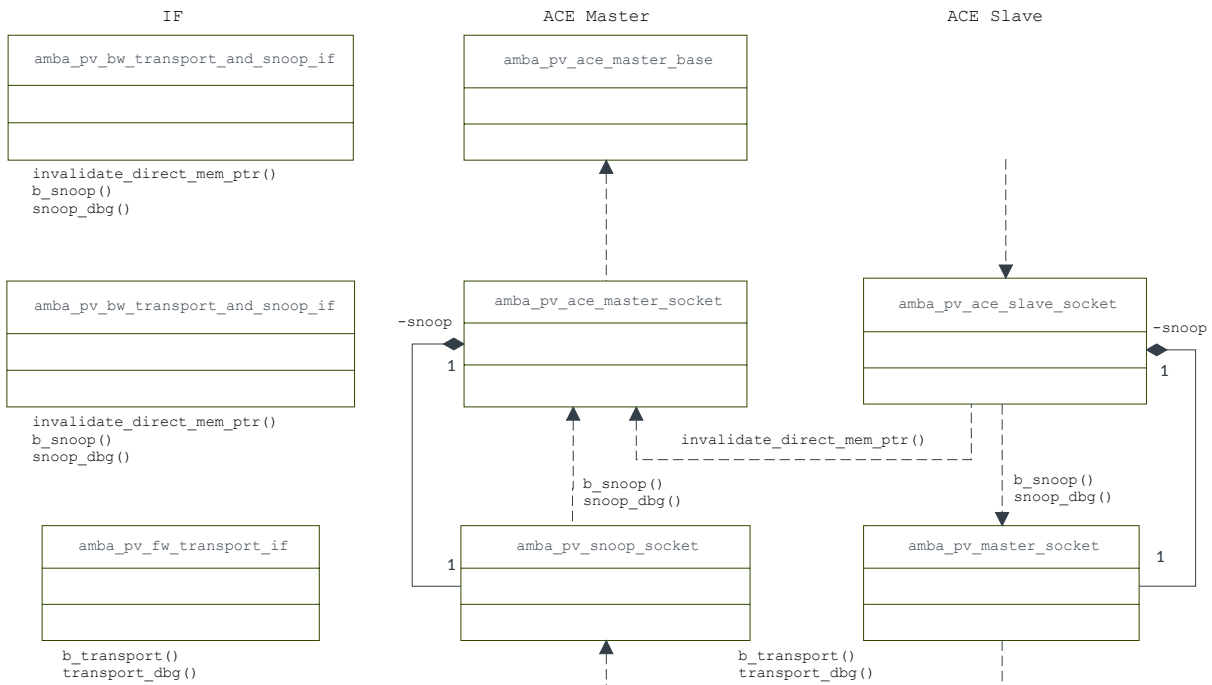 IF
ACE Master
ACE Slave
amba_pv_bw_transport_and_snoop_if
amba_pv_ace_master_base
invalidate_direct_mem_ptr()
b_snoop()
snoop_dbg()
amba_pv_bw_transport_and_snoop_if
amba_pv_ace_master_socket
amba_pv_ace_slave_socket
-snoop
-snoop
1
1
invalidate_direct_mem_ptr()
b_snoop()
snoop_dbg()
invalidate_direct_mem_ptr()
b_snoop()
snoop_dbg()
b_snoop()
snoop_dbg()
amba_pv_fw_transport_if
amba_pv_snoop_socket
amba_pv_master_socket
1
1
b_transport()
transport_dbg()
b_transport()
transport_dbg()